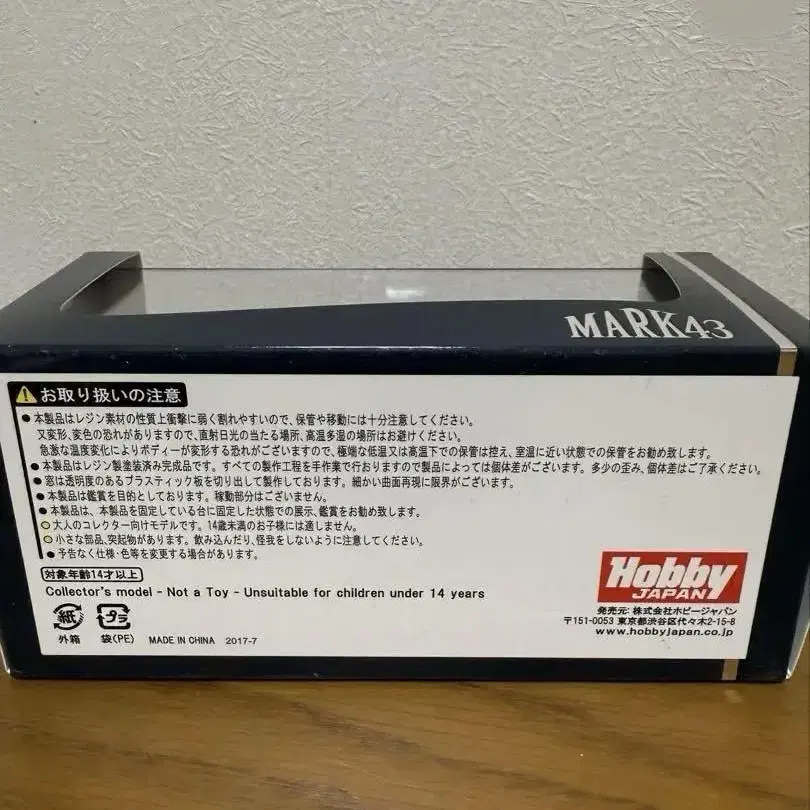 MARK43
お取り扱いの注意
●本製品はレジン素材の性質上衝撃に弱く割れやすいので、保管や移動には十分注意してください。
又変形、変色の恐れがありますので、直射日光の当たる場所、高温多湿の場所はお避けください。
急激な温度変化によりボディーが変形する恐れがございますので、極端な低温又は高温下での保管は控え、室温に近い状態での保管をお勧め致します。
●本製品はレジン製塗装済み完成品です。すべての製作工程を手作業で行おりますので製品によっては個体差がございます。多少の歪み、個体差はご了承ください。
●窓は透明度のあるプラスティック板を切り出して製作しております。細かい曲面再現に限界がございます。
●本製品は鑑賞を目的としております。稼動部分はございません。
●本製品は、本製品を固定している台に固定した状態での展示、鑑賞をお勧め致します。
○大人のコレクター向けモデルです。14歳未満のお子様には適しません。
○小さな部品、突起物があります。飲み込んだり、怪我をしないように注意してください。
●予告なく仕様・色等を変更する場合があります。
対象年齢14才以上
Collector's model - Not a Toy - Unsuitable for children under 14 years
紙 プラ
外箱 袋(PE) MADE IN CHINA 2017-7
Hobby
JAPAN
発売元: 株式会社ホビージャパン
〒151-0053 東京都渋谷区代々木2-15-8
www.hobbyjapan.co.jp